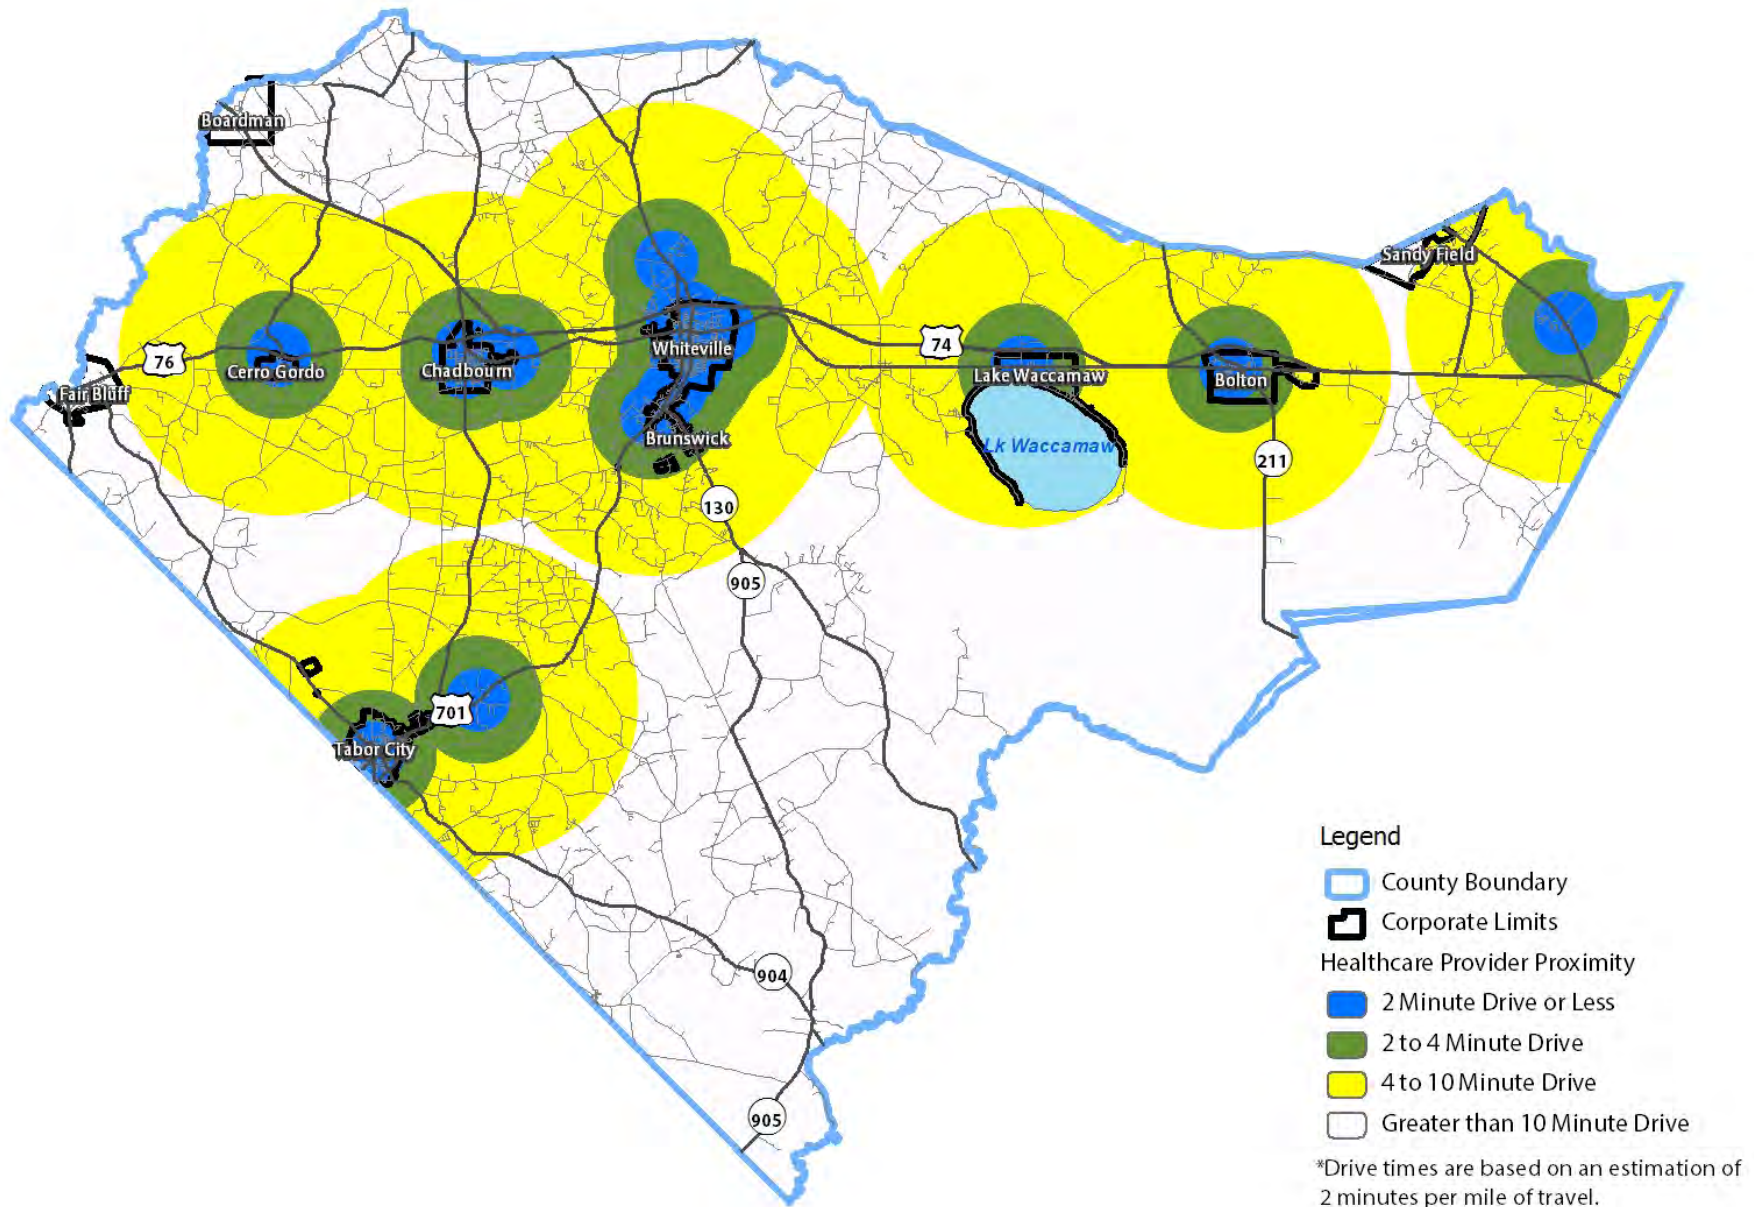 Boardman
Sandy Field
76
74
Whiteville
Cerro Gordo
Chadbourn
Lake Waccamaw
Bolton
Fair Bluff
Brunswick
Lk Waccamaw
211
130
905
701
Tabor City
904
905
Legend
County Boundary
Corporate Limits
Healthcare Provider Proximity
2 Minute Drive or Less
2 to 4 Minute Drive
4 to 10 Minute Drive
Greater than 10 Minute Drive
*Drive times are based on an estimation of
2 minutes per mile of travel.